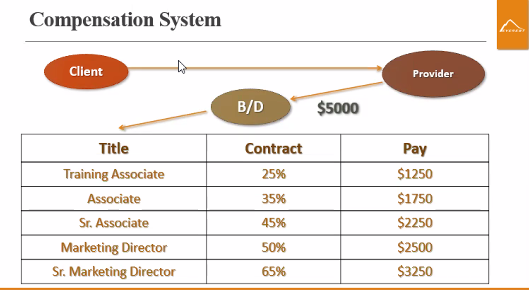 Compensation System
EVEREST
Client
Provider
B/D
$5000
Title Contract Pay
Training Associate 25% $1250
Associate 35% $1750
Sr. Associate 45% $2250
Marketing Director 50% $2500
Sr. Marketing Director 65% $3250